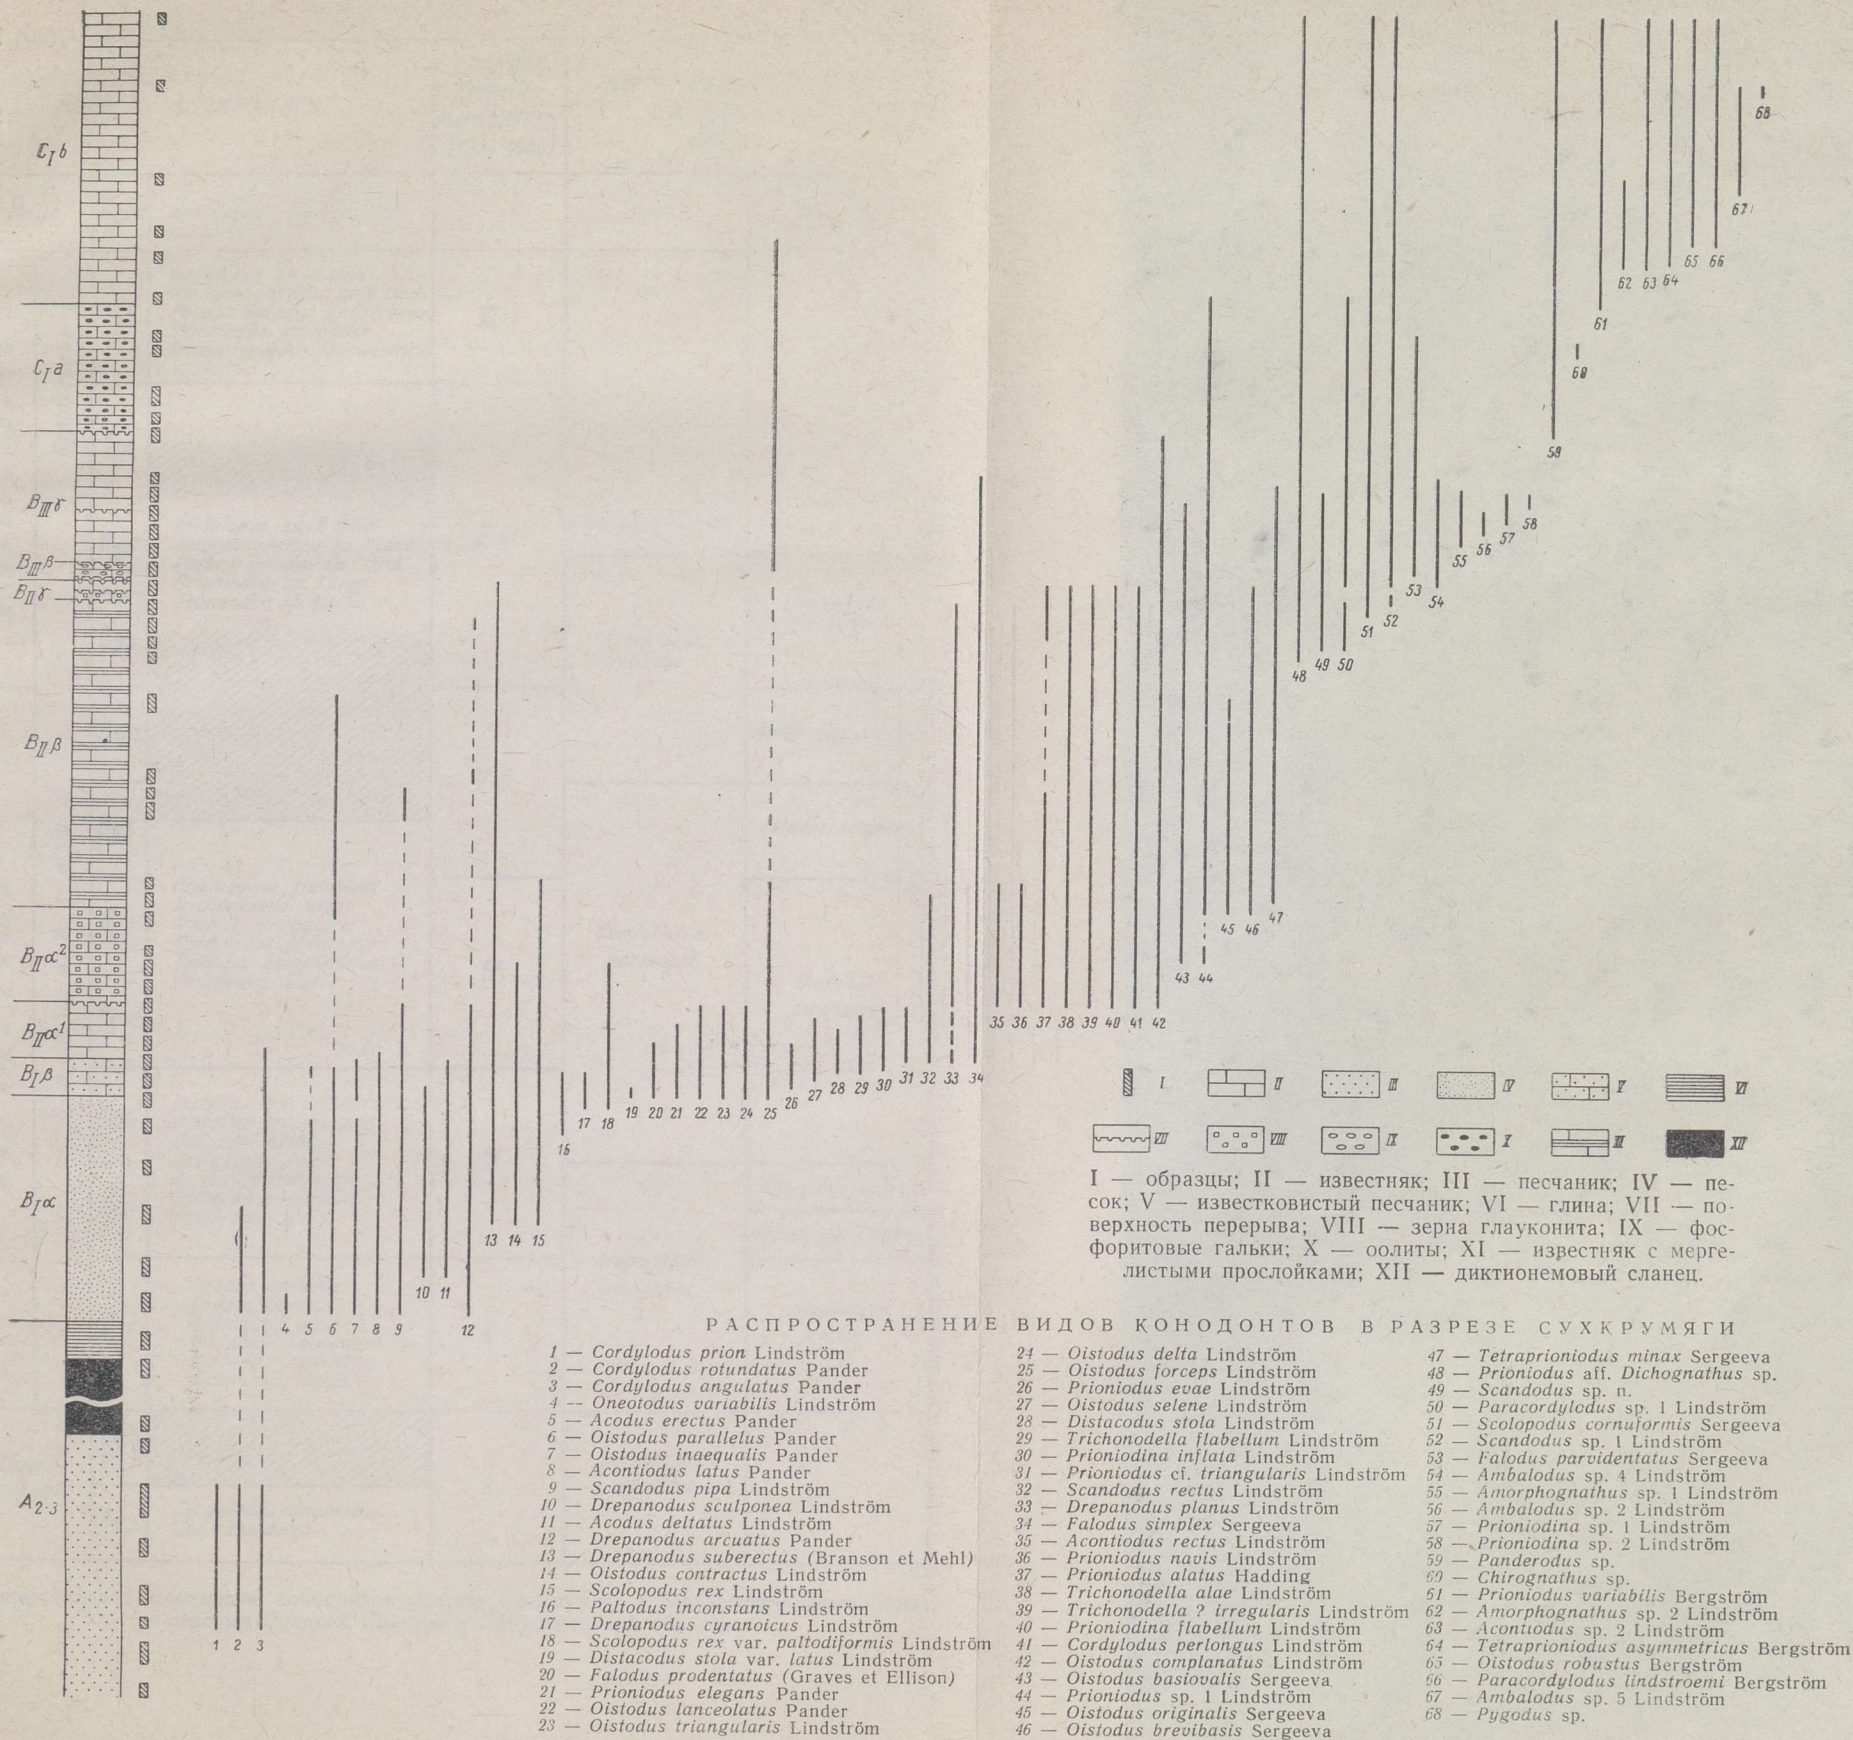 C_I b
C_I a
B_III γ
B_III β
B_II γ
B_II β
B_II α²
B_II α¹
B_I β
B_I α
A₂₋₃
1 2 3
4 5 6 7 8 9
10 11
12
13 14 15
16
17 18
19 20 21 22 23 24 25
26 27 28 29 30 31 32 33 34
35 36 37 38 39 40 41 42
43 44
45 46 47
48 49 50
51 52
53 54
55 56 57 58
59
60
61
62 63 64
65 66
67
68
I II III IV V VI
VII VIII IX X XI XII
I — образцы; II — известняк; III — песчаник; IV — пе-
сок; V — известковистый песчаник; VI — глина; VII — по-
верхность перерыва; VIII — зерна глауконита; IX — фос-
форитовые гальки; X — оолиты; XI — известняк с мерге-
листыми прослойками; XII — диктионемовый сланец.
РАСПРОСТРАНЕНИЕ ВИДОВ КОНОДОНТОВ В РАЗРЕЗЕ СУХКРУМЯГИ
1 — Cordylodus prion Lindström
2 — Cordylodus rotundatus Pander
3 — Cordylodus angulatus Pander
4 — Oneotodus variabilis Lindström
5 — Acodus erectus Pander
6 — Oistodus parallelus Pander
7 — Oistodus inaequalis Pander
8 — Acontiodus latus Pander
9 — Scandodus pipa Lindström
10 — Drepanodus sculponea Lindström
11 — Acodus deltatus Lindström
12 — Drepanodus arcuatus Pander
13 — Drepanodus suberectus (Branson et Mehl)
14 — Oistodus contractus Lindström
15 — Scolopodus rex Lindström
16 — Paltodus inconstans Lindström
17 — Drepanodus cyranoicus Lindström
18 — Scolopodus rex var. paltodiformis Lindström
19 — Distacodus stola var. latus Lindström
20 — Falodus prodentatus (Graves et Ellison)
21 — Prioniodus elegans Pander
22 — Oistodus lanceolatus Pander
23 — Oistodus triangularis Lindström
24 — Oistodus delta Lindström
25 — Oistodus forceps Lindström
26 — Prioniodus evae Lindström
27 — Oistodus selene Lindström
28 — Distacodus stola Lindström
29 — Trichonodella flabellum Lindström
30 — Prioniodina inflata Lindström
31 — Prioniodus cf. triangularis Lindström
32 — Scandodus rectus Lindström
33 — Drepanodus planus Lindström
34 — Falodus simplex Sergeeva
35 — Acontiodus rectus Lindström
36 — Prioniodus navis Lindström
37 — Prioniodus alatus Hadding
38 — Trichonodella alae Lindström
39 — Trichonodella ? irregularis Lindström
40 — Prioniodina flabellum Lindström
41 — Cordylodus perlongus Lindström
42 — Oistodus complanatus Lindström
43 — Oistodus basiovalis Sergeeva
44 — Prioniodus sp. 1 Lindström
45 — Oistodus originalis Sergeeva
46 — Oistodus brevibasis Sergeeva
47 — Tetraprioniodus minax Sergeeva
48 — Prioniodus aff. Dichognathus sp.
49 — Scandodus sp. n.
50 — Paracordylodus sp. 1 Lindström
51 — Scolopodus cornuformis Sergeeva
52 — Scandodus sp. 1 Lindström
53 — Falodus parvidentatus Sergeeva
54 — Ambalodus sp. 4 Lindström
55 — Amorphognathus sp. 1 Lindström
56 — Ambalodus sp. 2 Lindström
57 — Prioniodina sp. 1 Lindström
58 — Prioniodina sp. 2 Lindström
59 — Panderodus sp.
60 — Chirognathus sp.
61 — Prioniodus variabilis Bergström
62 — Amorphognathus sp. 2 Lindström
63 — Acontiodus sp. 2 Lindström
64 — Tetraprioniodus asymmetricus Bergström
65 — Oistodus robustus Bergström
66 — Paracordylodus lindstroemi Bergström
67 — Ambalodus sp. 5 Lindström
68 — Pygodus sp.